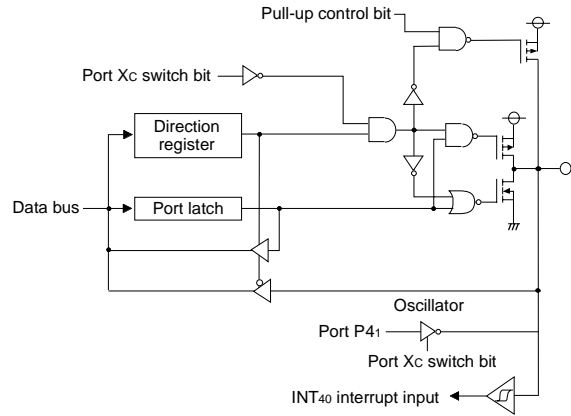 Pull-up control bit
Port XC switch bit
Direction
register
Data bus
Port latch
Oscillator
Port P41
Port XC switch bit
INT40 interrupt input